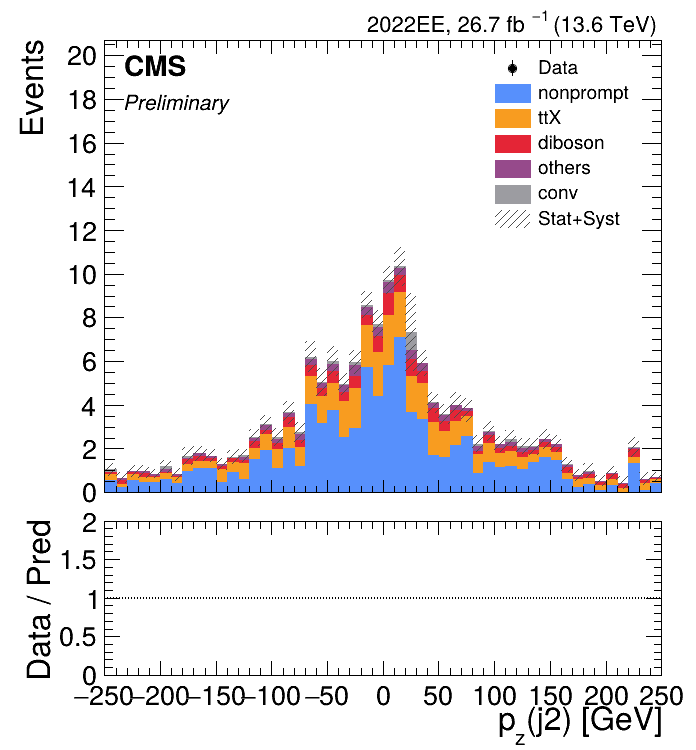 2022EE, 26.7 fb⁻¹ (13.6 TeV)
CMS
Preliminary
Events
20
18
16
14
12
10
8
6
4
2
0
Data
nonprompt
ttX
diboson
others
conv
Stat+Syst
Data / Pred
2
1.5
1
0.5
0
−250 −200 −150 −100 −50 0 50 100 150 200 250
p_z(j2) [GeV]